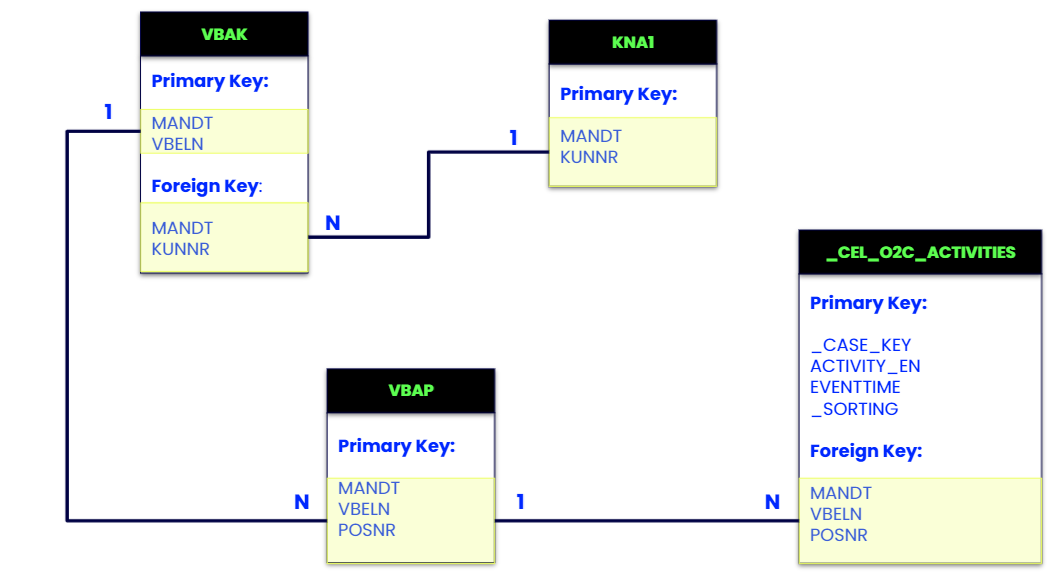 VBAK
Primary Key:
MANDT
VBELN
Foreign Key:
MANDT
KUNNR
1
N
1
KNA1
Primary Key:
MANDT
KUNNR
VBAP
Primary Key:
MANDT
VBELN
POSNR
N
1
N
_CEL_O2C_ACTIVITIES
Primary Key:
_CASE_KEY
ACTIVITY_EN
EVENTTIME
_SORTING
Foreign Key:
MANDT
VBELN
POSNR